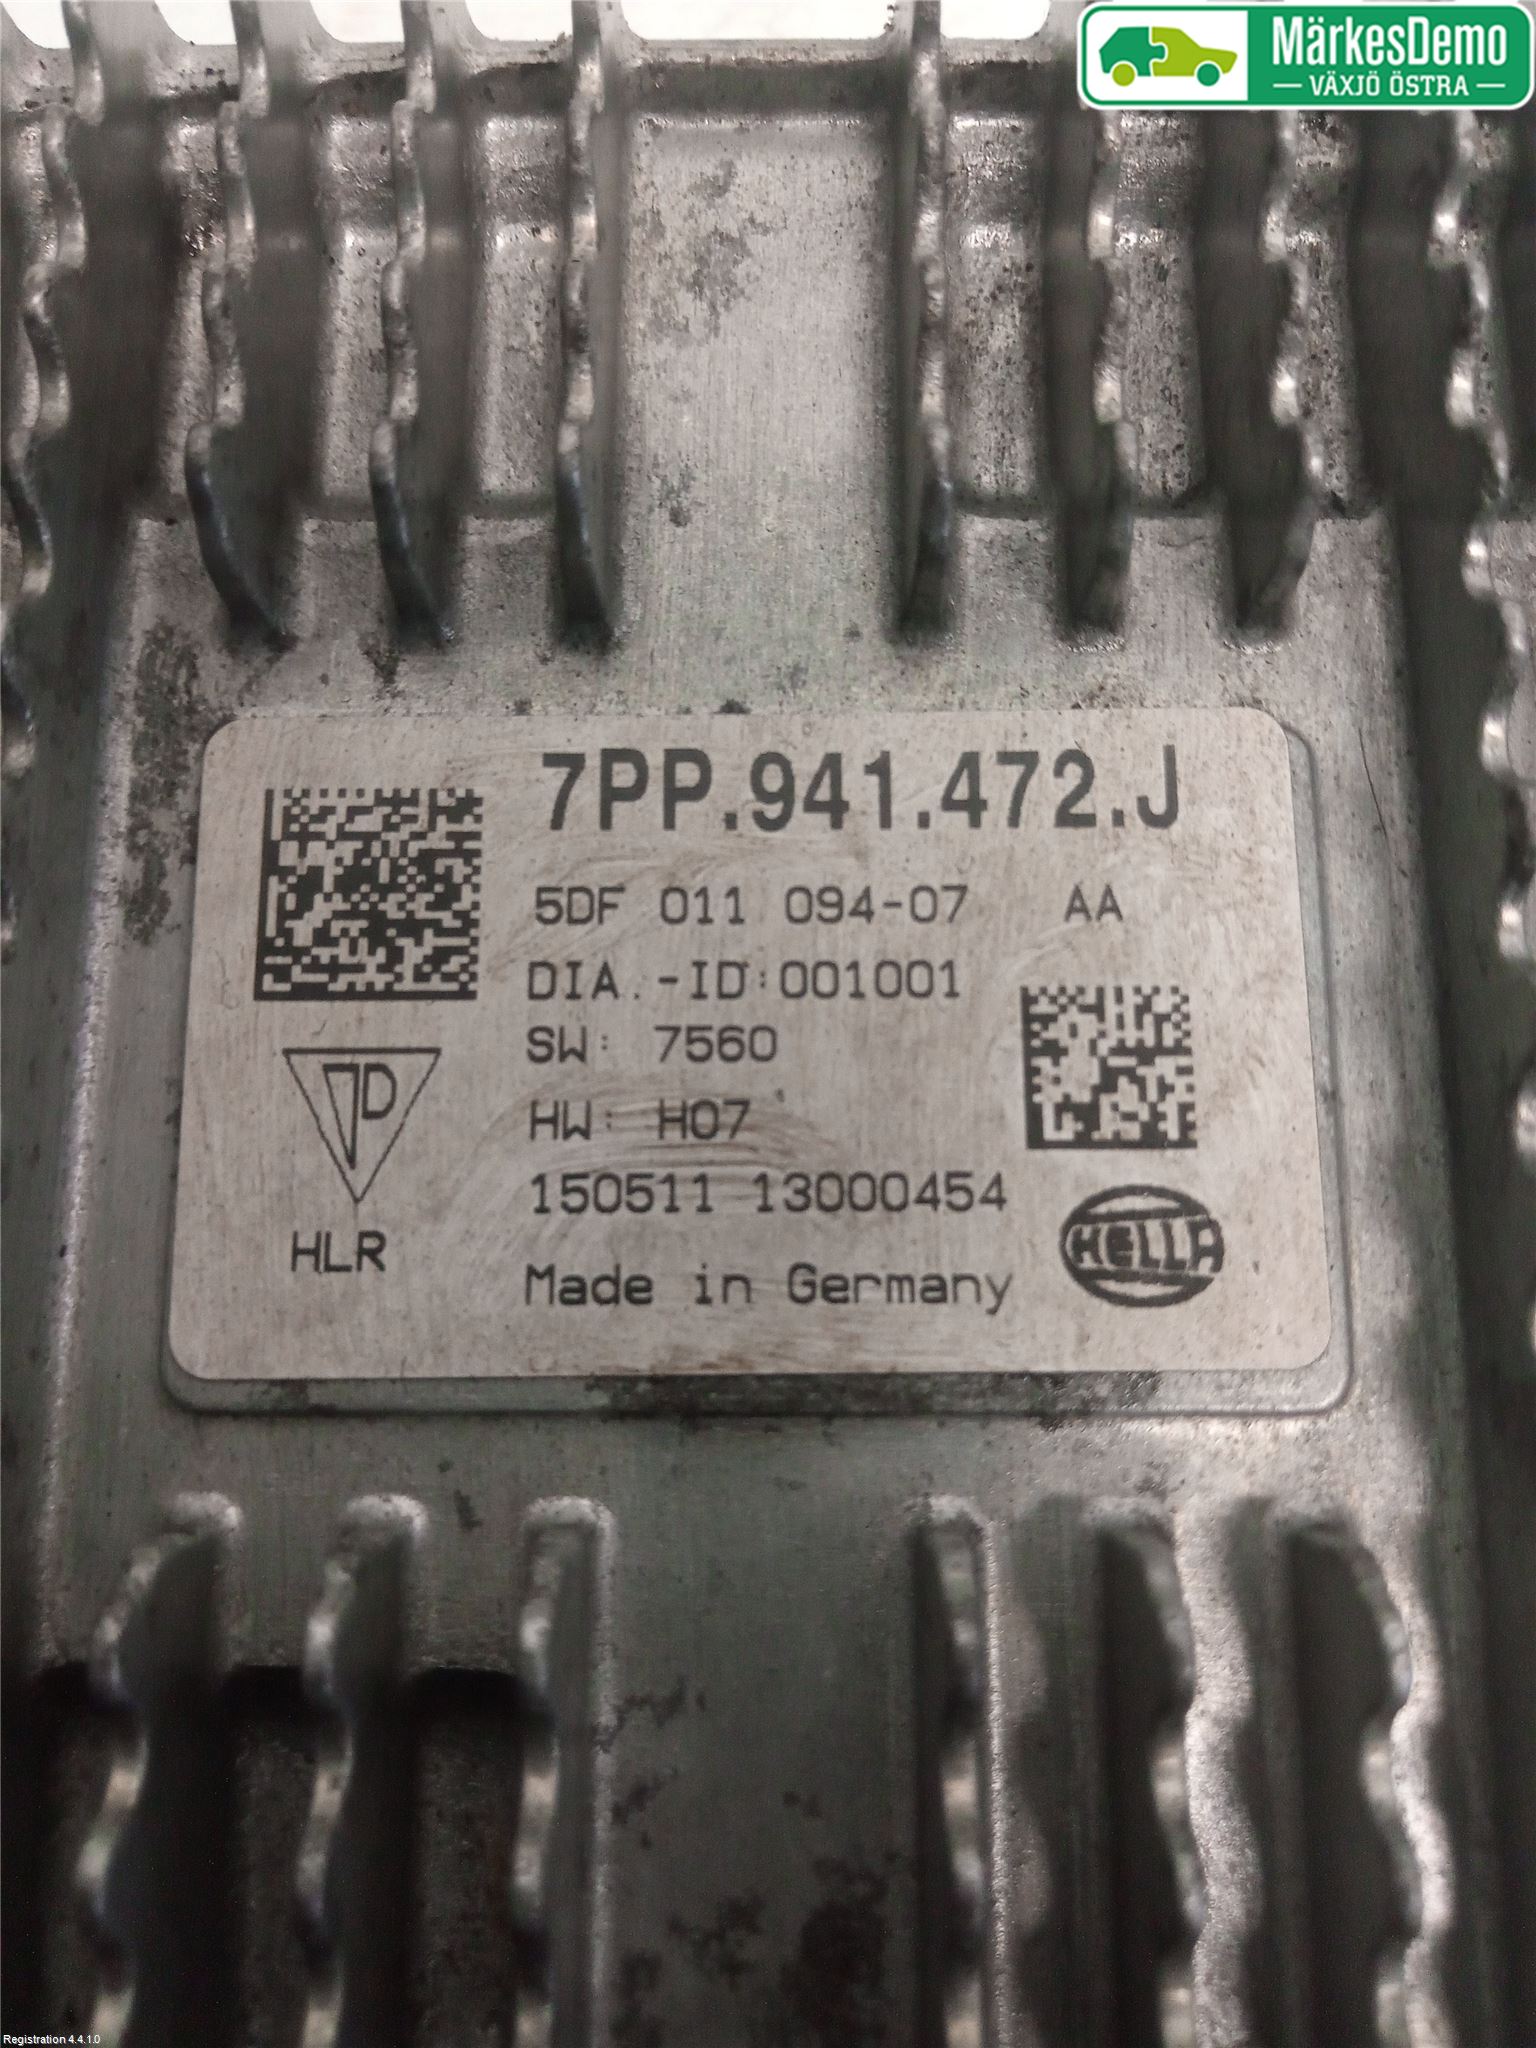 MärkesDemo
VÄXJÖ ÖSTRA
7PP.941.472.J
5DF 011 094-07 AA
DIA.-ID:001001
SW: 7560
HW: H07
150511 13000454
HLR
Made in Germany
HELLA
Registration 4.4.1.0